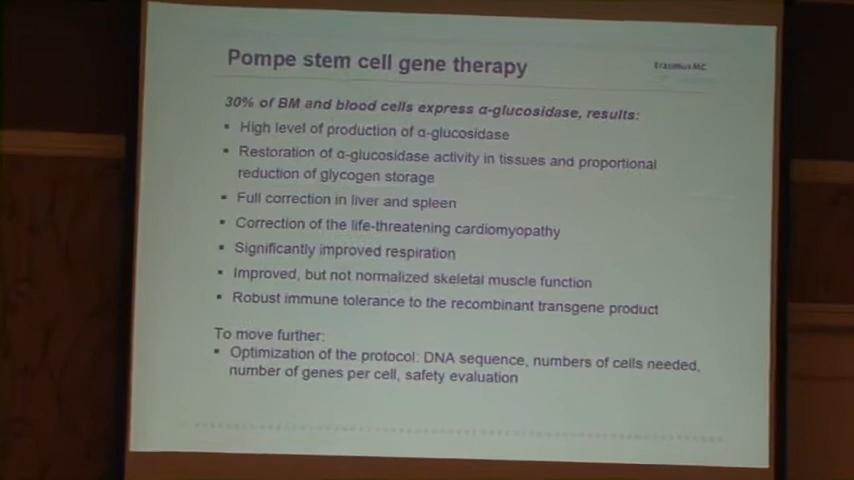 Pompe stem cell gene therapy
Erasmus MC
30% of BM and blood cells express α-glucosidase, results:
▪ High level of production of α-glucosidase
▪ Restoration of α-glucosidase activity in tissues and proportional
reduction of glycogen storage
▪ Full correction in liver and spleen
▪ Correction of the life-threatening cardiomyopathy
▪ Significantly improved respiration
▪ Improved, but not normalized skeletal muscle function
▪ Robust immune tolerance to the recombinant transgene product
To move further:
▪ Optimization of the protocol: DNA sequence, numbers of cells needed,
number of genes per cell, safety evaluation